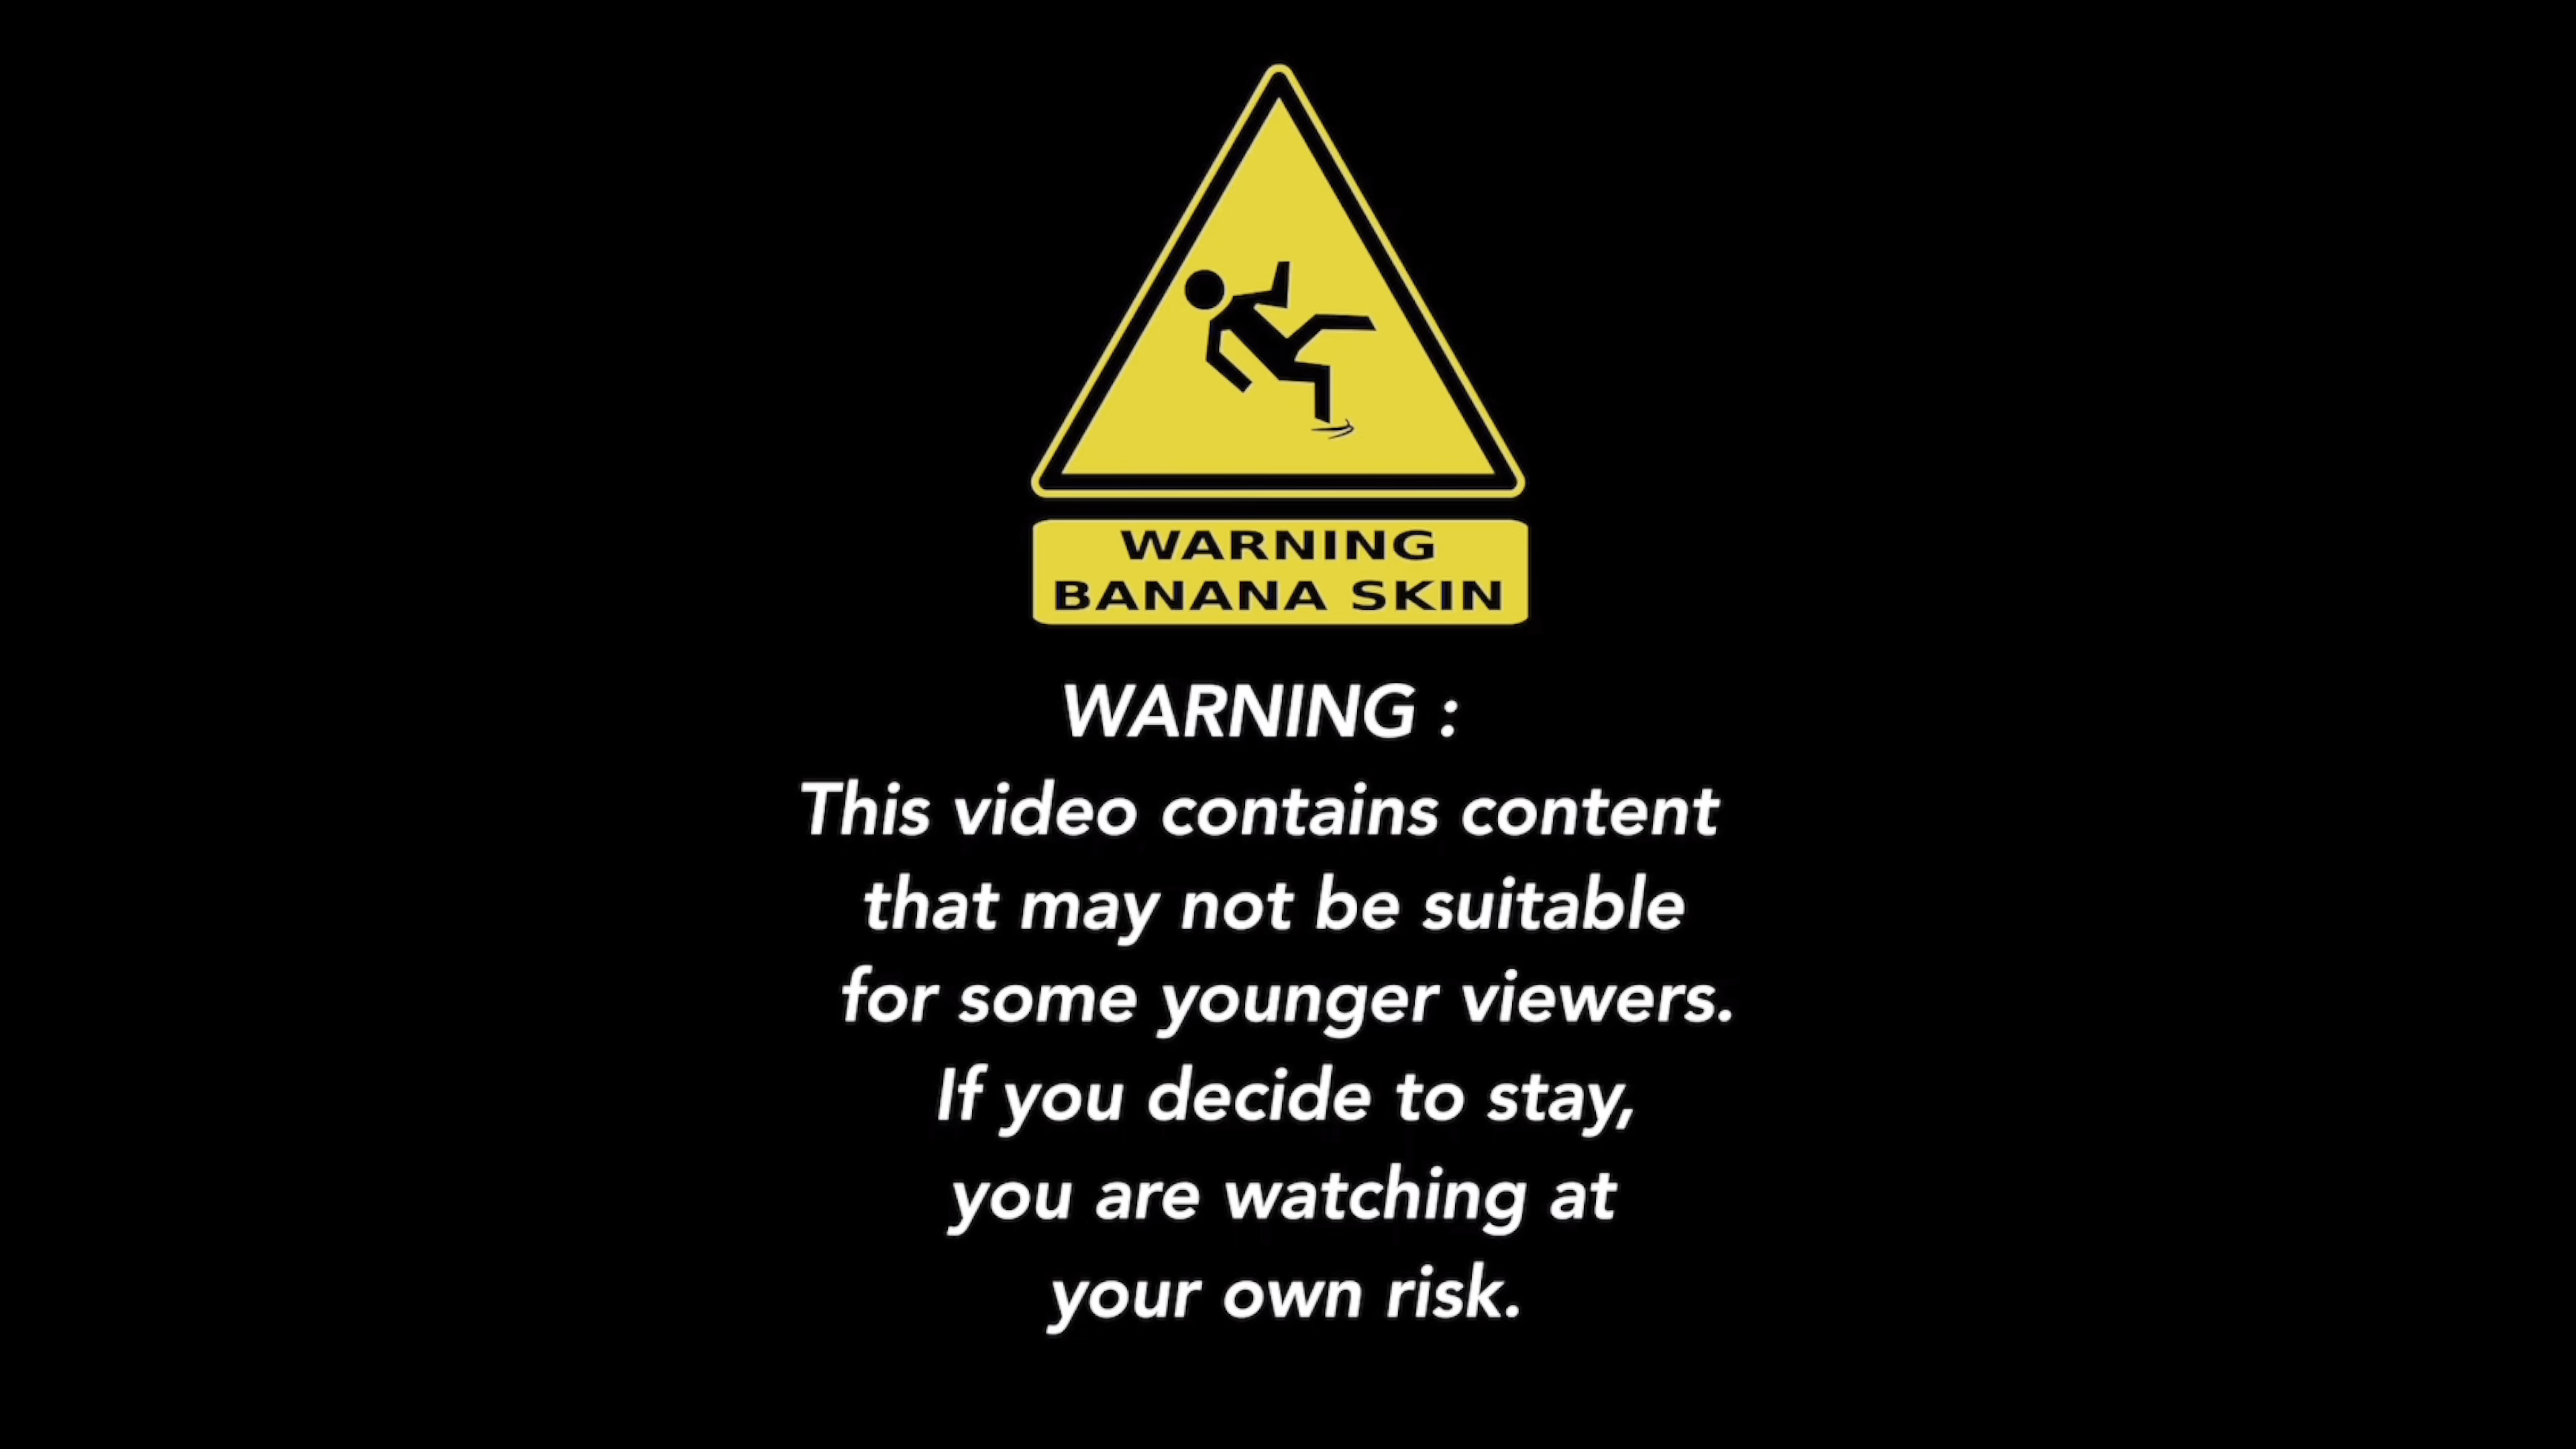 WARNING
BANANA SKIN
WARNING :
This video contains content
that may not be suitable
for some younger viewers.
If you decide to stay,
you are watching at
your own risk.